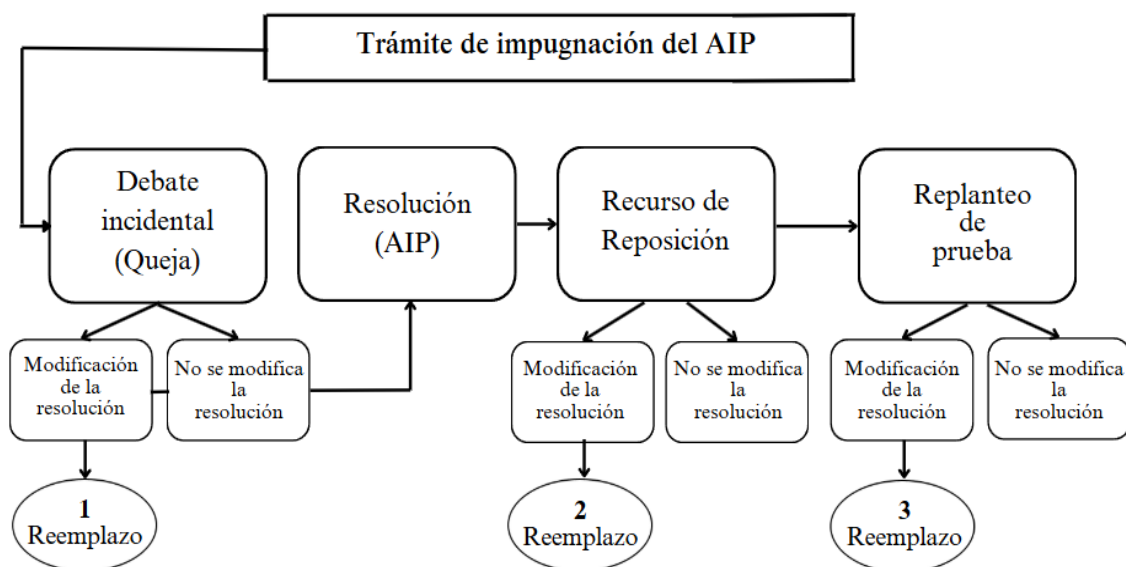 Trámite de impugnación del AIP
Debate
incidental
(Queja)
Resolución
(AIP)
Recurso de
Reposición
Replanteo
de
prueba
Modificación
de la
resolución
No se modifica
la
resolución
Modificación
de la
resolución
No se modifica
la
resolución
Modificación
de la
resolución
No se modifica
la
resolución
1
Reemplazo
2
Reemplazo
3
Reemplazo